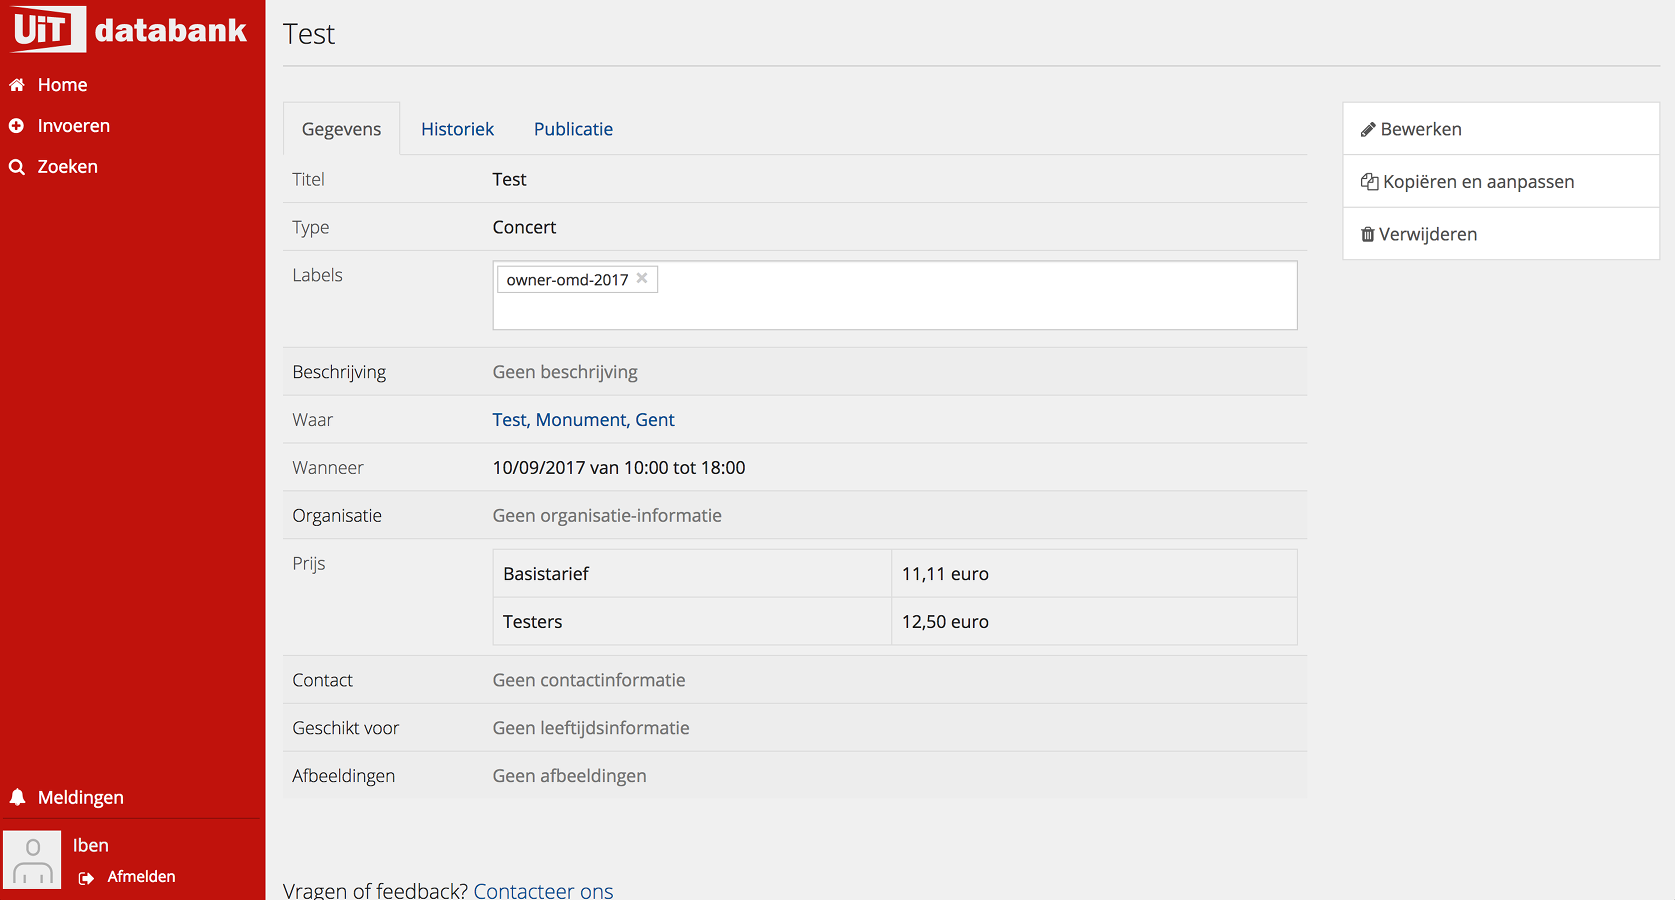 UiT databank
Home
Invoeren
Zoeken
Meldingen
Iben
Afmelden
Test
Gegevens Historiek Publicatie
Titel Test
Type Concert
Labels owner-omd-2017
Beschrijving Geen beschrijving
Waar Test, Monument, Gent
Wanneer 10/09/2017 van 10:00 tot 18:00
Organisatie Geen organisatie-informatie
Prijs Basistarief 11,11 euro
Testers 12,50 euro
Contact Geen contactinformatie
Geschikt voor Geen leeftijdsinformatie
Afbeeldingen Geen afbeeldingen
Vragen of feedback? Contacteer ons
Bewerken
Kopiëren en aanpassen
Verwijderen